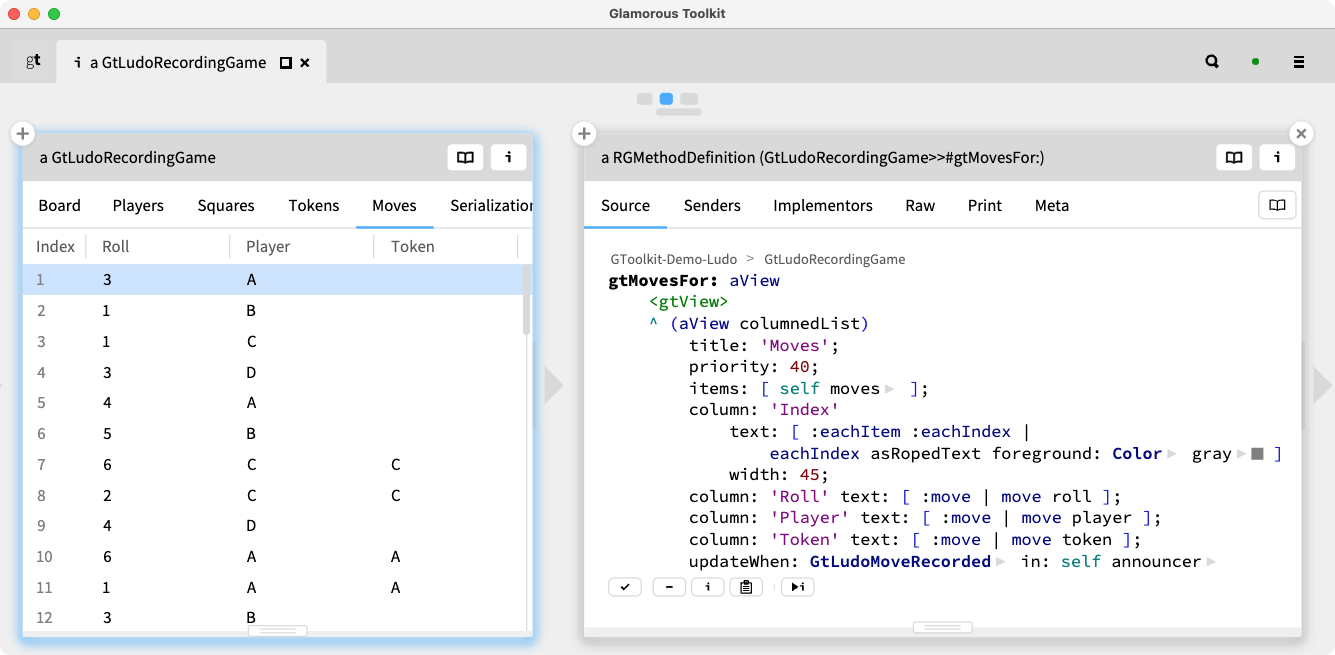 Glamorous Toolkit
gt i a GtLudoRecordingGame
a GtLudoRecordingGame i
Board Players Squares Tokens Moves Serialization
Index Roll Player Token
1 3 A
2 1 B
3 1 C
4 3 D
5 4 A
6 5 B
7 6 C C
8 2 C C
9 4 D
10 6 A A
11 1 A A
12 3 B
a RGMethodDefinition (GtLudoRecordingGame>>#gtMovesFor:) i
Source Senders Implementors Raw Print Meta
GToolkit-Demo-Ludo > GtLudoRecordingGame
gtMovesFor: aView
<gtView>
^ (aView columnedList)
title: 'Moves';
priority: 40;
items: [ self moves ];
column: 'Index'
text: [ :eachItem :eachIndex |
eachIndex asRopedText foreground: Color gray ]
width: 45;
column: 'Roll' text: [ :move | move roll ];
column: 'Player' text: [ :move | move player ];
column: 'Token' text: [ :move | move token ];
updateWhen: GtLudoMoveRecorded in: self announcer
i i